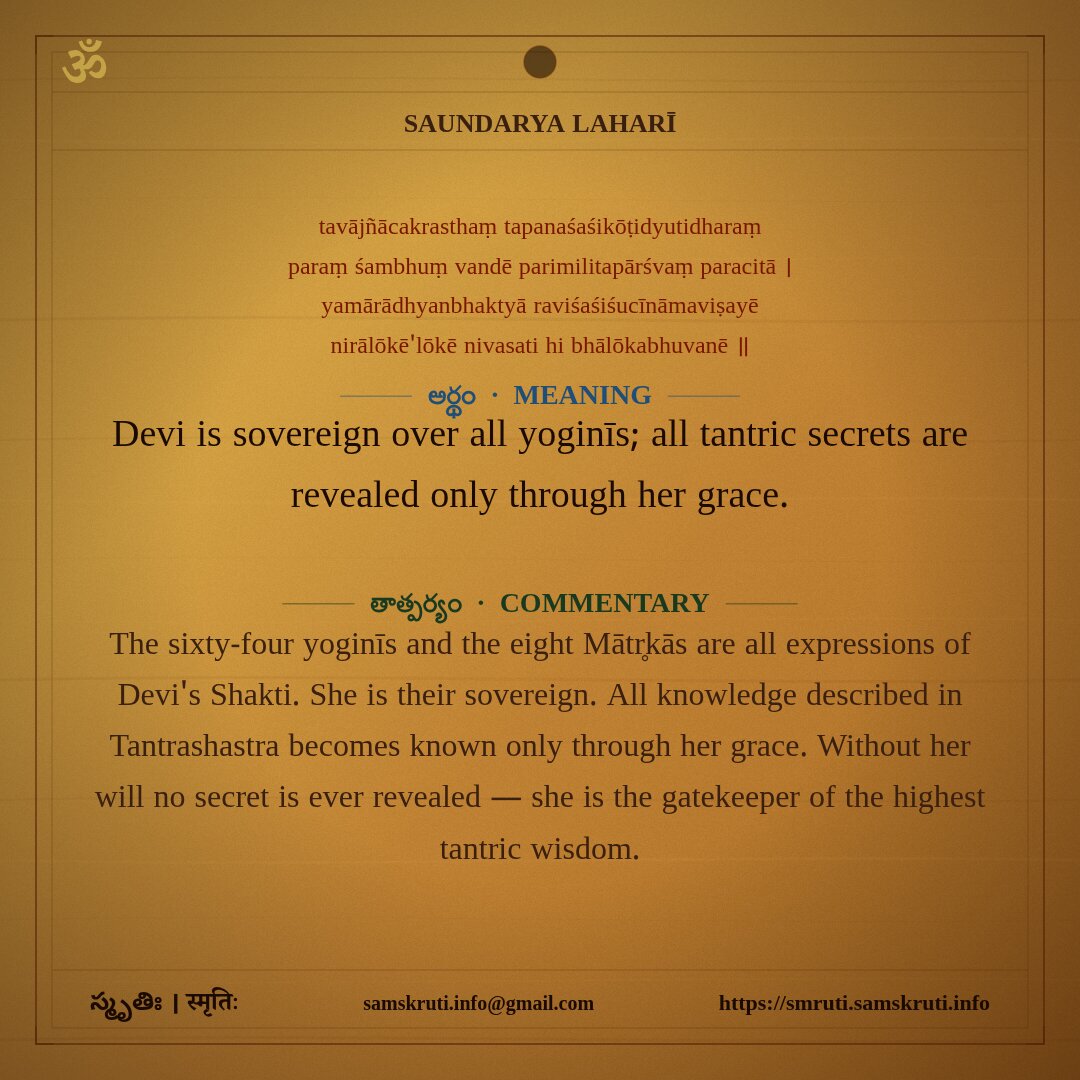 ॐ
SAUNDARYA LAHARĪ
tavājñācakrasthaṃ tapanaśaśikōṭidyutidharaṃ
paraṃ śambhuṃ vandē parimilitapārśvaṃ paracitā |
yamārādhyanbhaktyā raviśaśiśucīnāmaviṣayē
nirālōkē'lōkē nivasati hi bhālōkabhuvanē ||
అర్థం · MEANING
Devi is sovereign over all yoginīs; all tantric secrets are
revealed only through her grace.
తాత్పర్యం · COMMENTARY
The sixty-four yoginīs and the eight Mātr̥kās are all expressions of
Devi's Shakti. She is their sovereign. All knowledge described in
Tantrashastra becomes known only through her grace. Without her
will no secret is ever revealed — she is the gatekeeper of the highest
tantric wisdom.
స్మృతిః | स्मृतिः samskruti.info@gmail.com https://smruti.samskruti.info